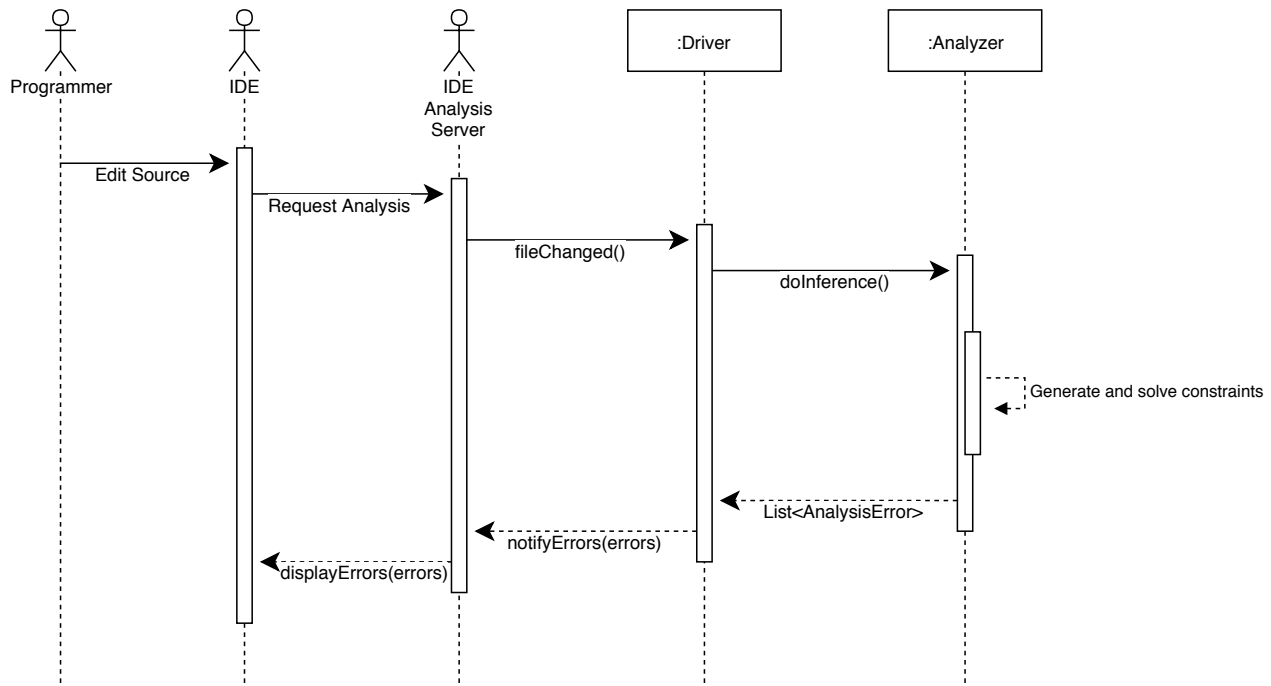 Programmer
IDE
IDE
Analysis
Server
:Driver
:Analyzer
Edit Source
Request Analysis
fileChanged()
doInference()
Generate and solve constraints
List<AnalysisError>
notifyErrors(errors)
displayErrors(errors)